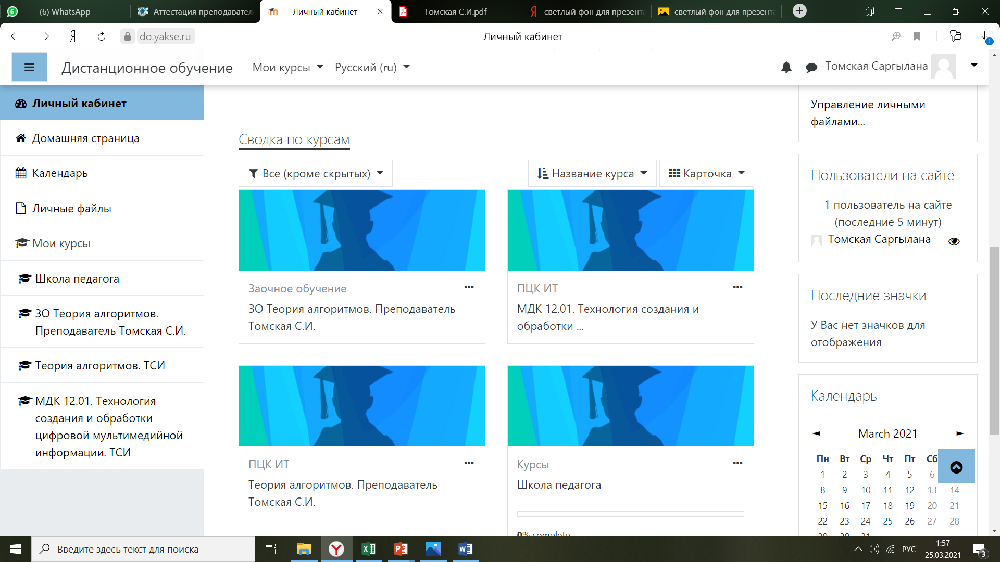 6
(6) WhatsApp
Аттестация преподавател
Личный кабинет
Томская С.И.pdf
светлый фон для презент
светлый фон для презент
do.yakse.ru
Личный кабинет
1
Дистанционное обучение
Мои курсы
Русский (ru)
Томская Саргылана
Личный кабинет
Домашняя страница
Календарь
Личные файлы
Мои курсы
Школа педагога
ЗО Теория алгоритмов.
Преподаватель Томская С.И.
Теория алгоритмов. ТСИ
МДК 12.01. Технология
создания и обработки
цифровой мультимедийной
информации. ТСИ
Сводка по курсам
Все (кроме скрытых)
Название курса
Карточка
Заочное обучение
ЗО Теория алгоритмов. Преподаватель
Томская С.И.
ПЦК ИТ
МДК 12.01. Технология создания и
обработки ...
ПЦК ИТ
Теория алгоритмов. Преподаватель
Томская С.И.
Курсы
Школа педагога
0% complete
Управление личными
файлами...
Пользователи на сайте
1 пользователь на сайте
(последние 5 минут)
Томская Саргылана
Последние значки
У Вас нет значков для
отображения
Календарь
◄ March 2021 ►
Пн Вт Ср Чт Пт Сб
1 2 3 4 5 6
8 9 10 11 12 13 14
15 16 17 18 19 20 21
22 23 24 25 26 27 28
29 30 31
Введите здесь текст для поиска
РУС
1:57
25.03.2021
3